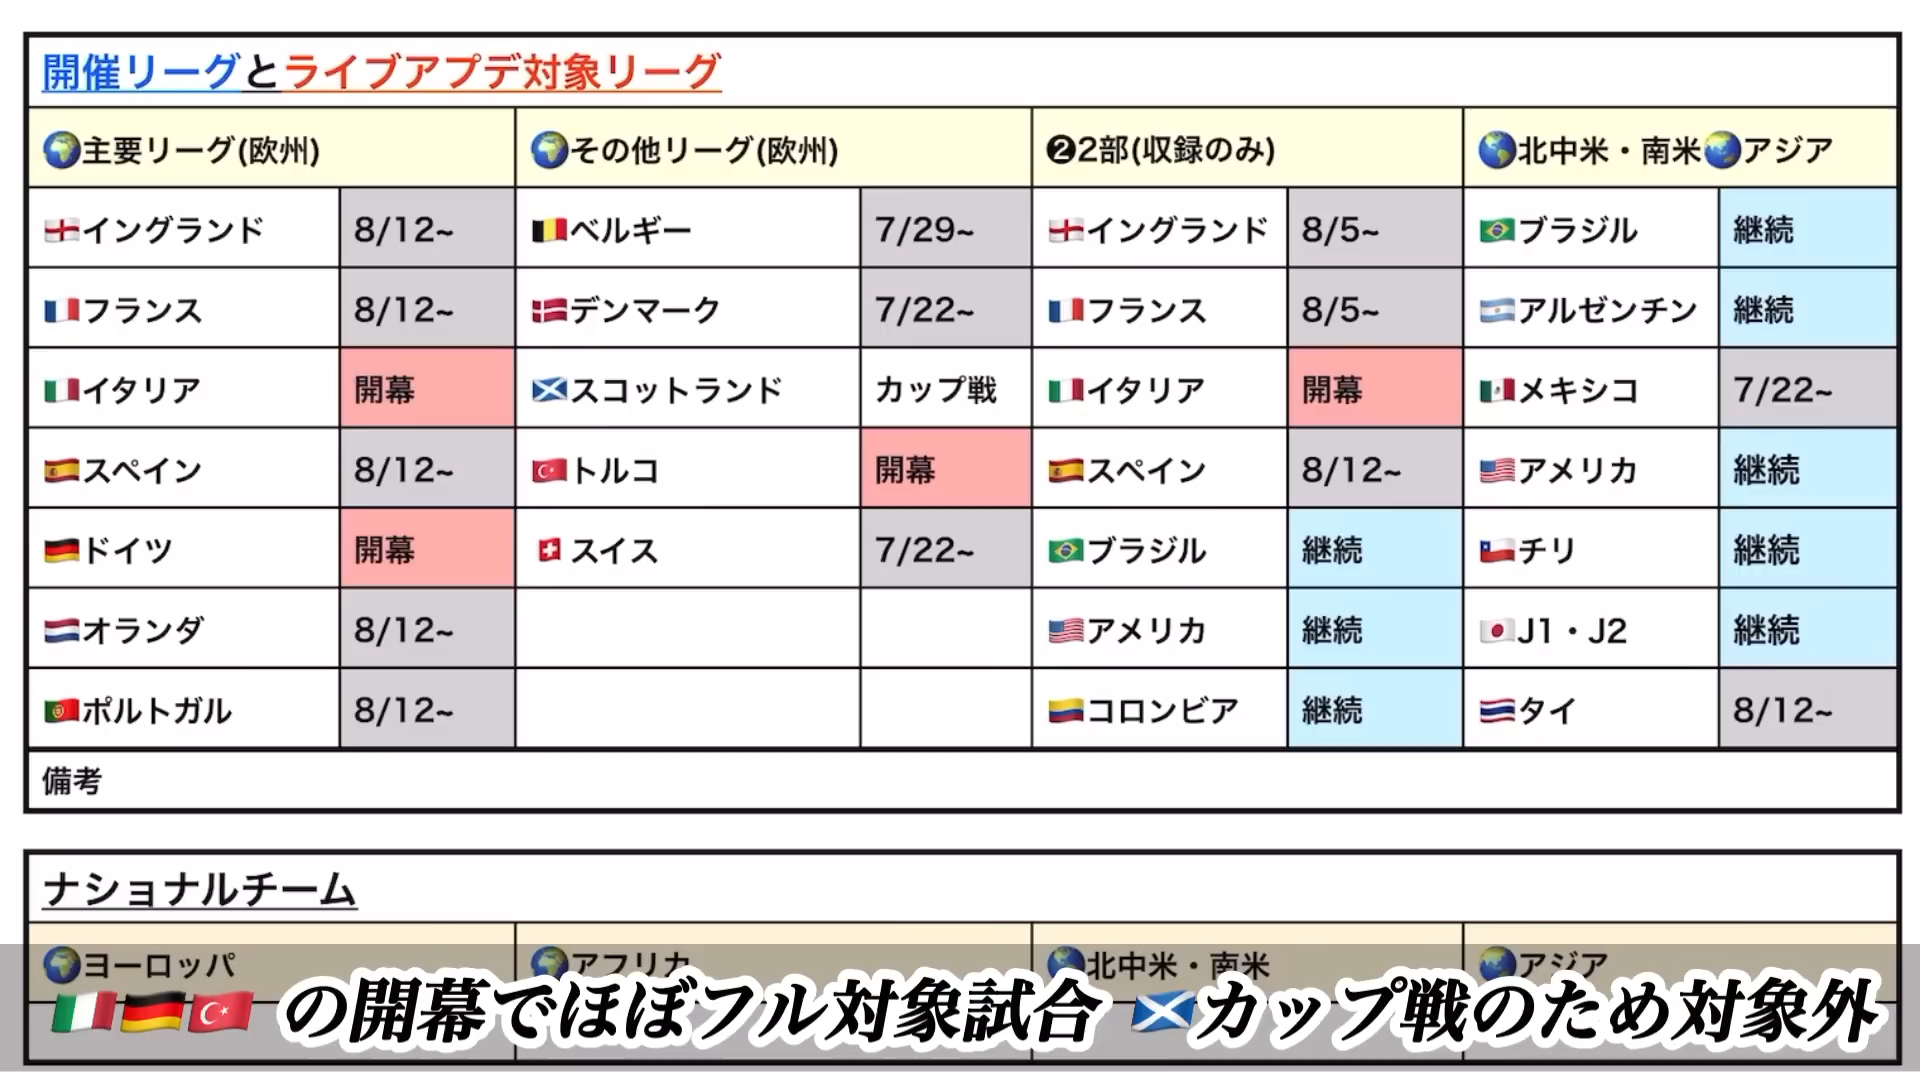 開催リーグとライブアプデ対象リーグ
主要リーグ(欧州) その他リーグ(欧州) ❷2部(収録のみ) 北中米・南米 アジア
イングランド 8/12~ ベルギー 7/29~ イングランド 8/5~ ブラジル 継続
フランス 8/12~ デンマーク 7/22~ フランス 8/5~ アルゼンチン 継続
イタリア 開幕 スコットランド カップ戦 イタリア 開幕 メキシコ 7/22~
スペイン 8/12~ トルコ 開幕 スペイン 8/12~ アメリカ 継続
ドイツ 開幕 スイス 7/22~ ブラジル 継続 チリ 継続
オランダ 8/12~ アメリカ 継続 J1・J2 継続
ポルトガル 8/12~ コロンビア 継続 タイ 8/12~
備考
ナショナルチーム
ヨーロッパ アフリカ 北中米・南米 アジア
の開幕でほぼフル対象試合 カップ戦のため対象外